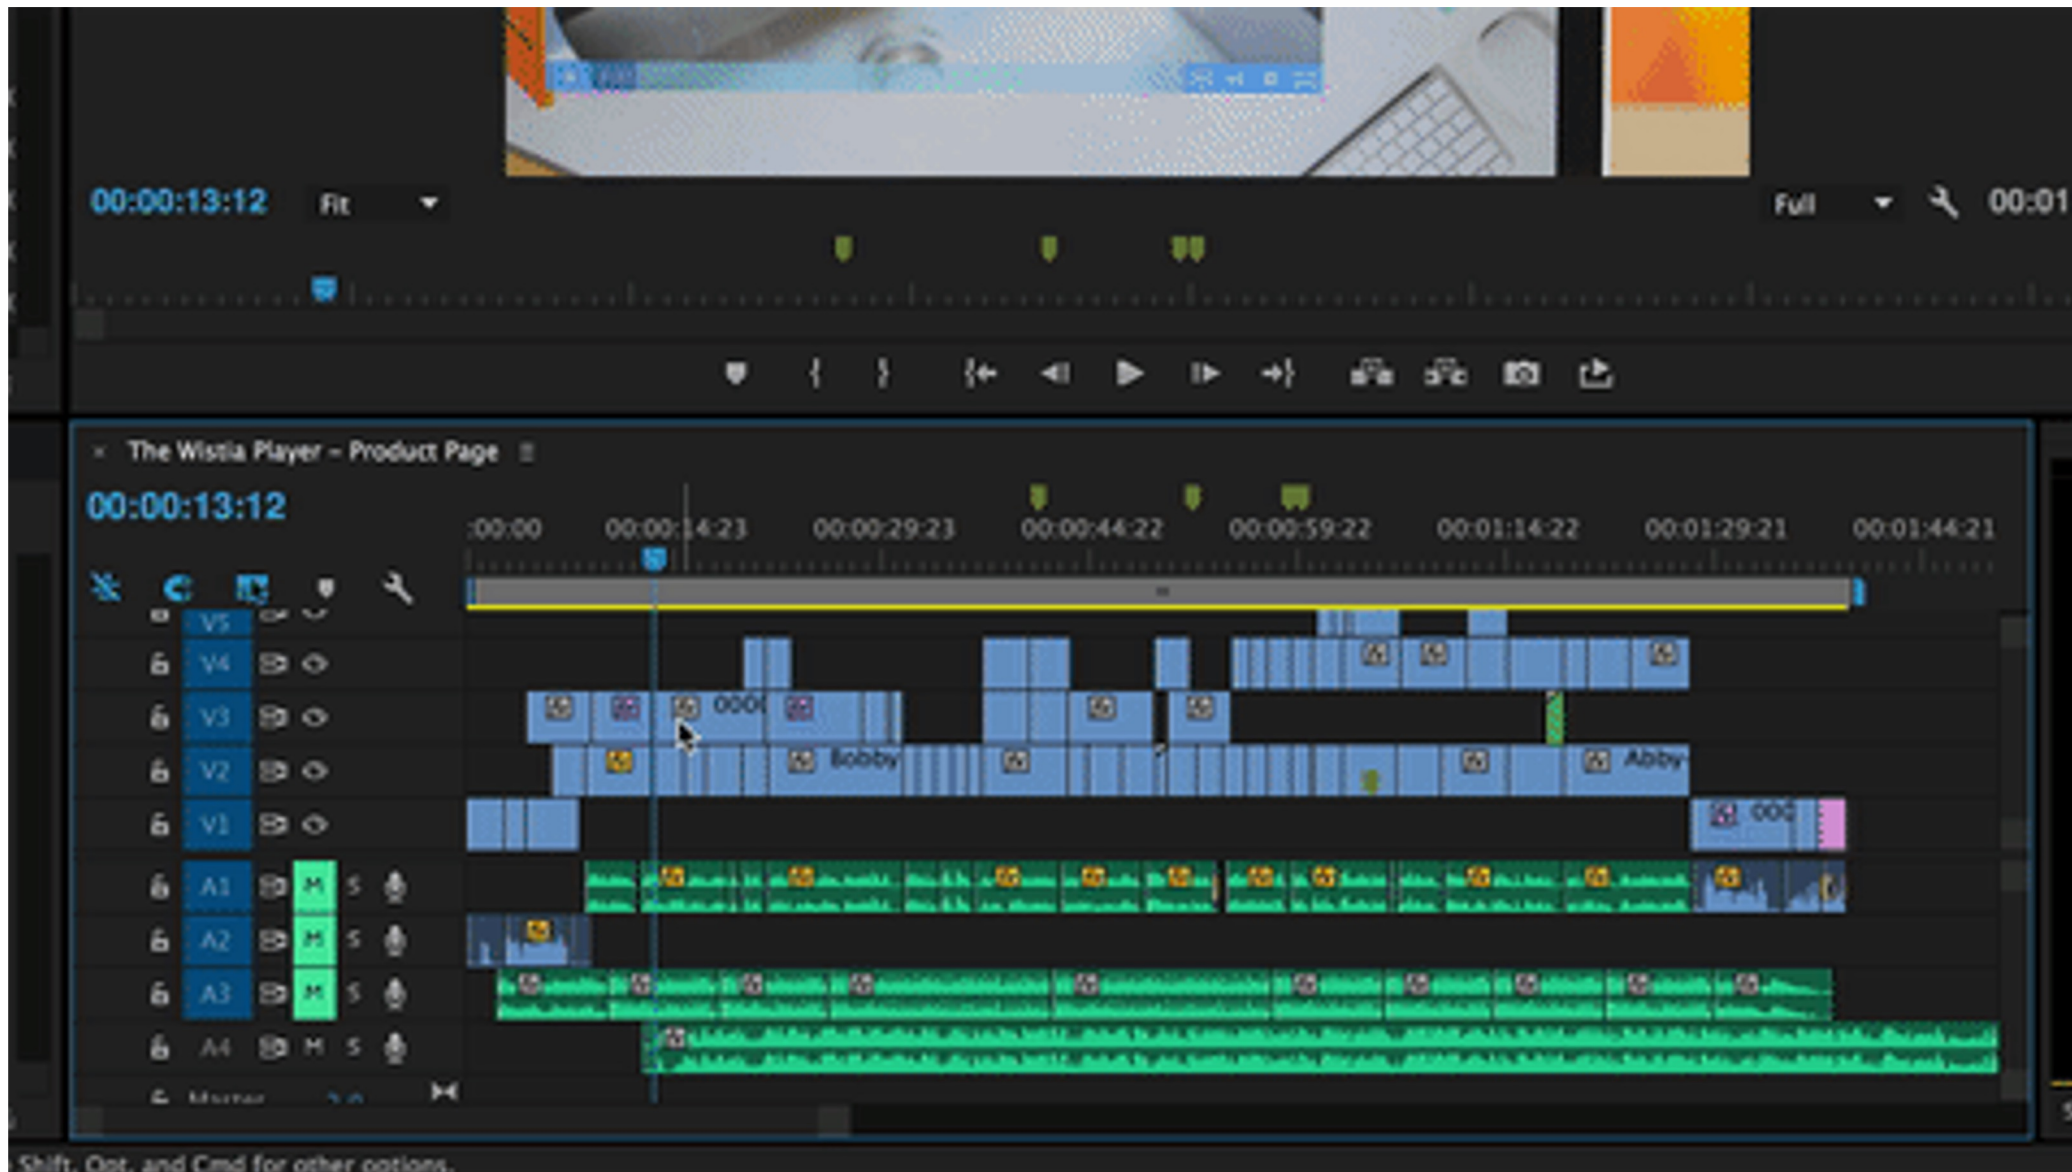 00:00:13:12 Fit Full 00:01
The Wistia Player – Product Page
00:00:13:12
:00:00 00:00:14:23 00:00:29:23 00:00:44:22 00:00:59:22 00:01:14:22 00:01:29:21 00:01:44:21
V5
V4
V3 000
V2 Bobby Abby-
V1 000
A1 M S
A2 M S
A3 M S
A4 M S
Master
Shift, Opt, and Cmd for other options.